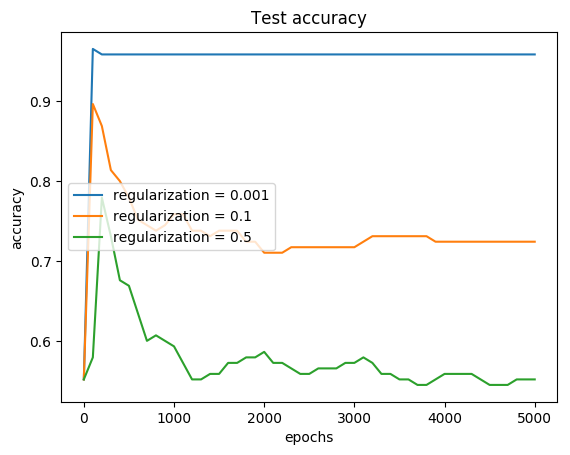 Test accuracy
accuracy
0.9
0.8
0.7
0.6
regularization = 0.001
regularization = 0.1
regularization = 0.5
0
1000
2000
3000
4000
5000
epochs